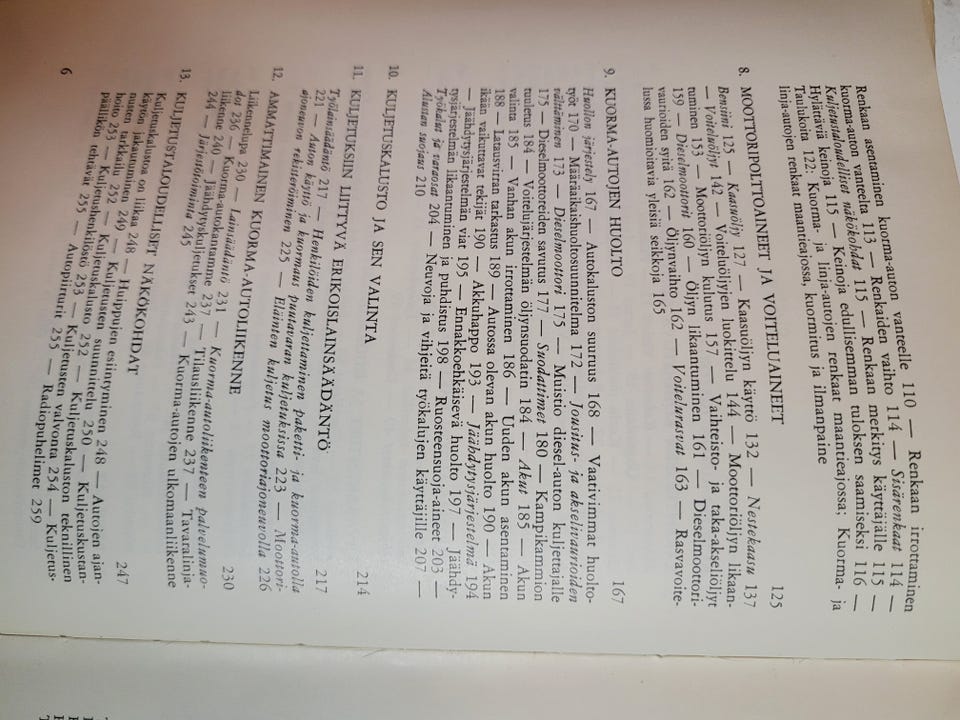 Renkaan asentaminen kuorma-auton vanteelle 110 — Renkaan irrottaminen
kuorma-auton vanteelta 113 — Renkaiden vaihto 114 — Sisärenkaat 114 —
Kuljetustaloudelliset näkökohdat 115 — Renkaan merkitys käyttäjälle 115 —
Hylättäviä keinoja 115 — Keinoja edullisemman tuloksen saamiseksi 116 —
Taulukoita 122: Kuorma- ja linja-autojen renkaat maantieajossa: Kuorma- ja
linja-autojen renkaat maantieajossa, kuormitus ja ilmanpaine
8. MOOTTORIPOLTTOAINEET JA VOITELUAINEET 125
Bensiini 125 — Kaasuöljy 127 — Kaasuöljyn käyttö 132 — Nestekaasu 137
— Voiteluöljy 142 — Voiteluöljyjen luokittelu 144 — Moottoriöljyn likaan-
tuminen 153 — Moottoriöljyn kulutus 157 — Vaihteisto- ja taka-akseliöljyt
159 — Dieselmoottorit 160 — Öljyn likaantuminen 161 — Dieselmoottori-
vaurioiden syitä 162 — Öljynvaihto 162 — Voitelurasvat 163 — Rasvavoite-
lussa huomioitavia yleisiä seikkoja 165
9. KUORMA-AUTOJEN HUOLTO 167
Huollon järjestely 167 — Autokaluston suuruus 168 — Vaativimmat huolto-
työt 170 — Määräaikaishuoltosuunnitelma 172 — Jousitus- ja akselivaurioiden
välttäminen 173 — Dieselmoottori 175 — Muistio diesel-auton kuljettajalle
175 — Dieselmoottoreiden savutus 177 — Suodattimet 180 — Kampikammion
tuuletus 184 — Voitelujärjestelmän öljynsuodatin 184 — Akut 185 — Akun
valinta 185 — Vanhan akun irrottaminen 186 — Uuden akun asentaminen
188 — Latausvirran tarkastus 189 — Autossa olevan akun huolto 190 — Akun
ikään vaikuttavat tekijät 190 — Akkuhappo 193 — Jäähdytysjärjestelmä 194
— Jäähdytysjärjestelmän viat 195 — Ennakkoehkäisevä huolto 197 — Jäähdy-
tysjärjestelmän likaantuminen ja puhdistus 198 — Ruosteensuoja-aineet 203 —
Työkalut ja varaosat 204 — Neuvoja ja vihjeitä työkalujen käyttäjille 207 —
Alustan suojaus 210
10. KULJETUSKALUSTO JA SEN VALINTA 214
11. KULJETUKSIIN LIITTYVÄ ERIKOISLAINSÄÄDÄNTÖ 217
Työlainsäädäntö 217 — Henkilöiden kuljettaminen paketti- ja kuorma-autolla
221 — Auton käyttö ja kuormaus puutavaran kuljetuksissa 223 — Moottori-
ajoneuvon rekisteröiminen 225 — Eläinten kuljetus moottoriajoneuvolla 226
12. AMMATTIMAINEN KUORMA-AUTOLIIKENNE 230
Liikennelupa 230 — Lainsäädäntö 231 — Kuorma-autoliikenteen palvelumuo-
dot 236 — Kuorma-autokantamme 237 — Tilausliikenne 237 — Tavaralinja-
liikenne 240 — Jäähdytyskuljetukset 243 — Kuorma-autojen ulkomaanliikenne
244 — Järjestötoiminta 245
13. KULJETUSTALOUDELLISET NÄKÖKOHDAT 247
Kuljetuskalustoa on liikaa 248 — Huippujen esiintyminen 248 — Autojen ajan-
käytön jakautuminen 249 — Kuljetusten suunnittelu 250 — Kuljetuskustan-
nusten tarkkailu 252 — Kuljetuskalusto 252 — Kuljetuskaluston teknillinen
hoito 253 — Kuljetushenkilöstö 253 — Kuljetusten valvonta 254 — Kuljetus-
päällikön tehtävät 255 — Autopiirturit 255 — Radiopuhelimet 259
6